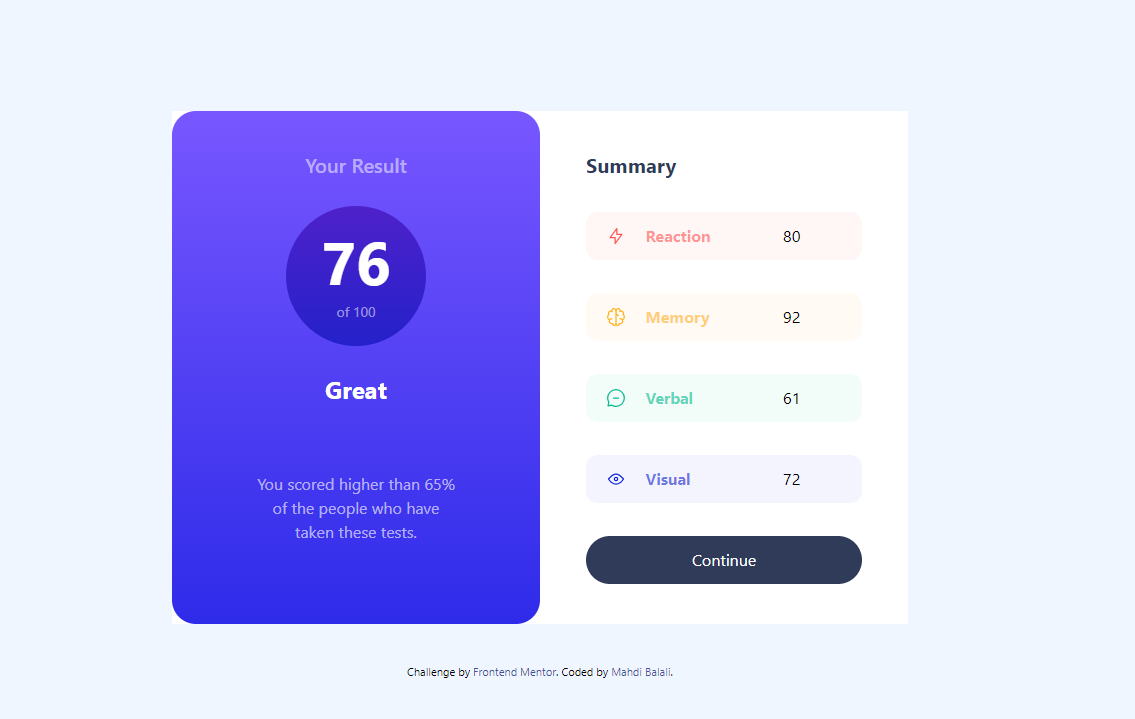 Your Result
76
of 100
Great
You scored higher than 65%
of the people who have
taken these tests.
Summary
Reaction 80
Memory 92
Verbal 61
Visual 72
Continue
Challenge by Frontend Mentor. Coded by Mahdi Balali.